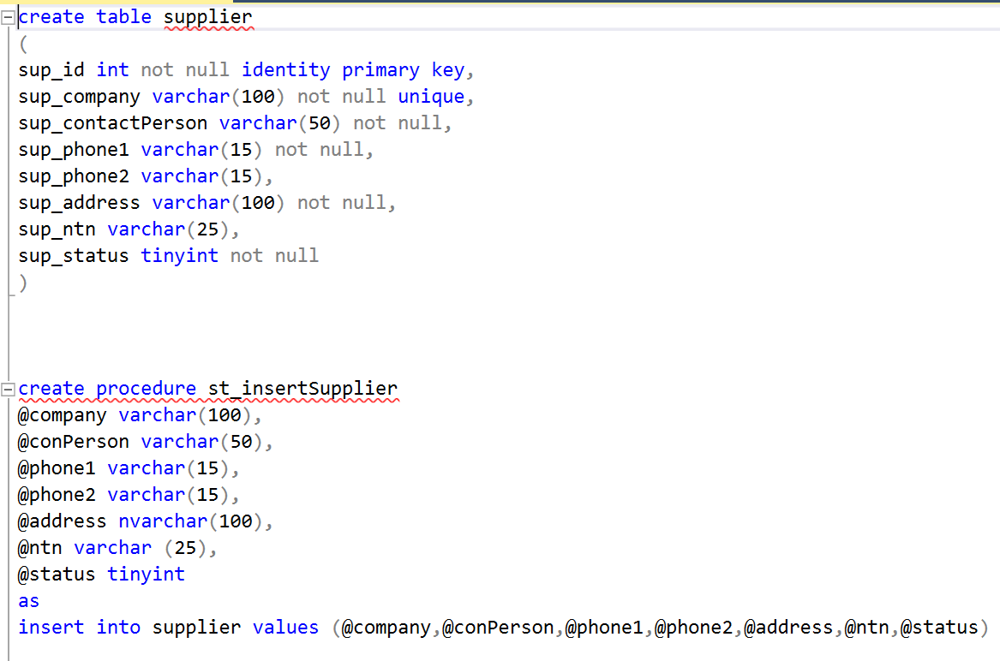 create table supplier
(
sup_id int not null identity primary key,
sup_company varchar(100) not null unique,
sup_contactPerson varchar(50) not null,
sup_phone1 varchar(15) not null,
sup_phone2 varchar(15),
sup_address varchar(100) not null,
sup_ntn varchar(25),
sup_status tinyint not null
)
create procedure st_insertSupplier
@company varchar(100),
@conPerson varchar(50),
@phone1 varchar(15),
@phone2 varchar(15),
@address nvarchar(100),
@ntn varchar (25),
@status tinyint
as
insert into supplier values (@company,@conPerson,@phone1,@phone2,@address,@ntn,@status)